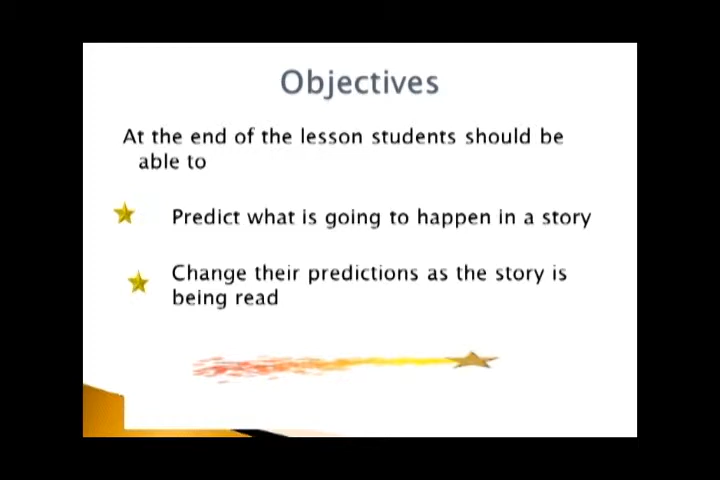 Objectives
At the end of the lesson students should be
able to
Predict what is going to happen in a story
Change their predictions as the story is
being read